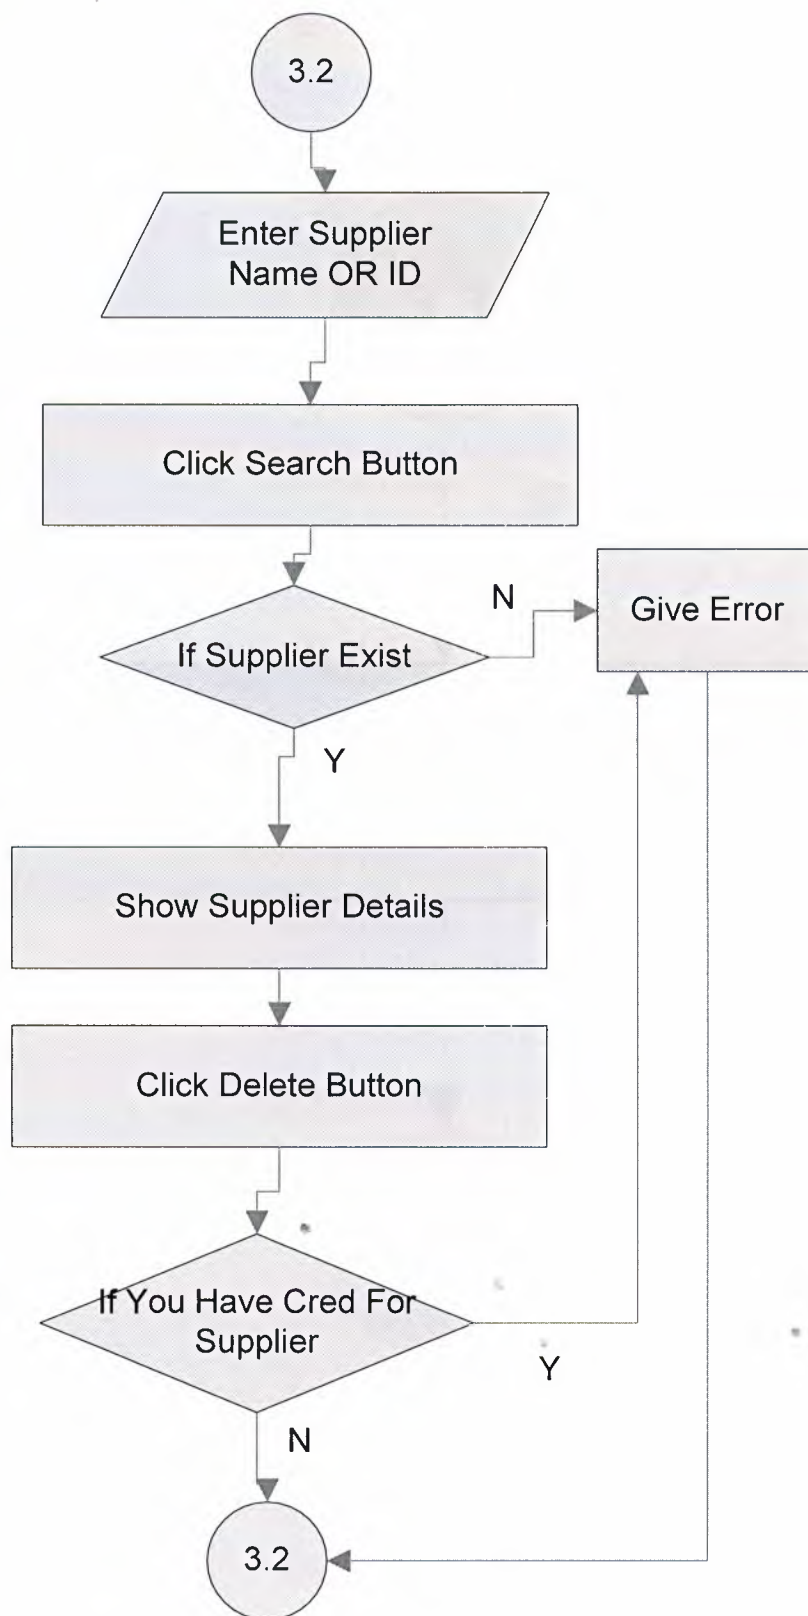 3.2
Enter Supplier
Name OR ID
Click Search Button
If Supplier Exist
N
Give Error
Y
Show Supplier Details
Click Delete Button
If You Have Cred For
Supplier
Y
N
3.2